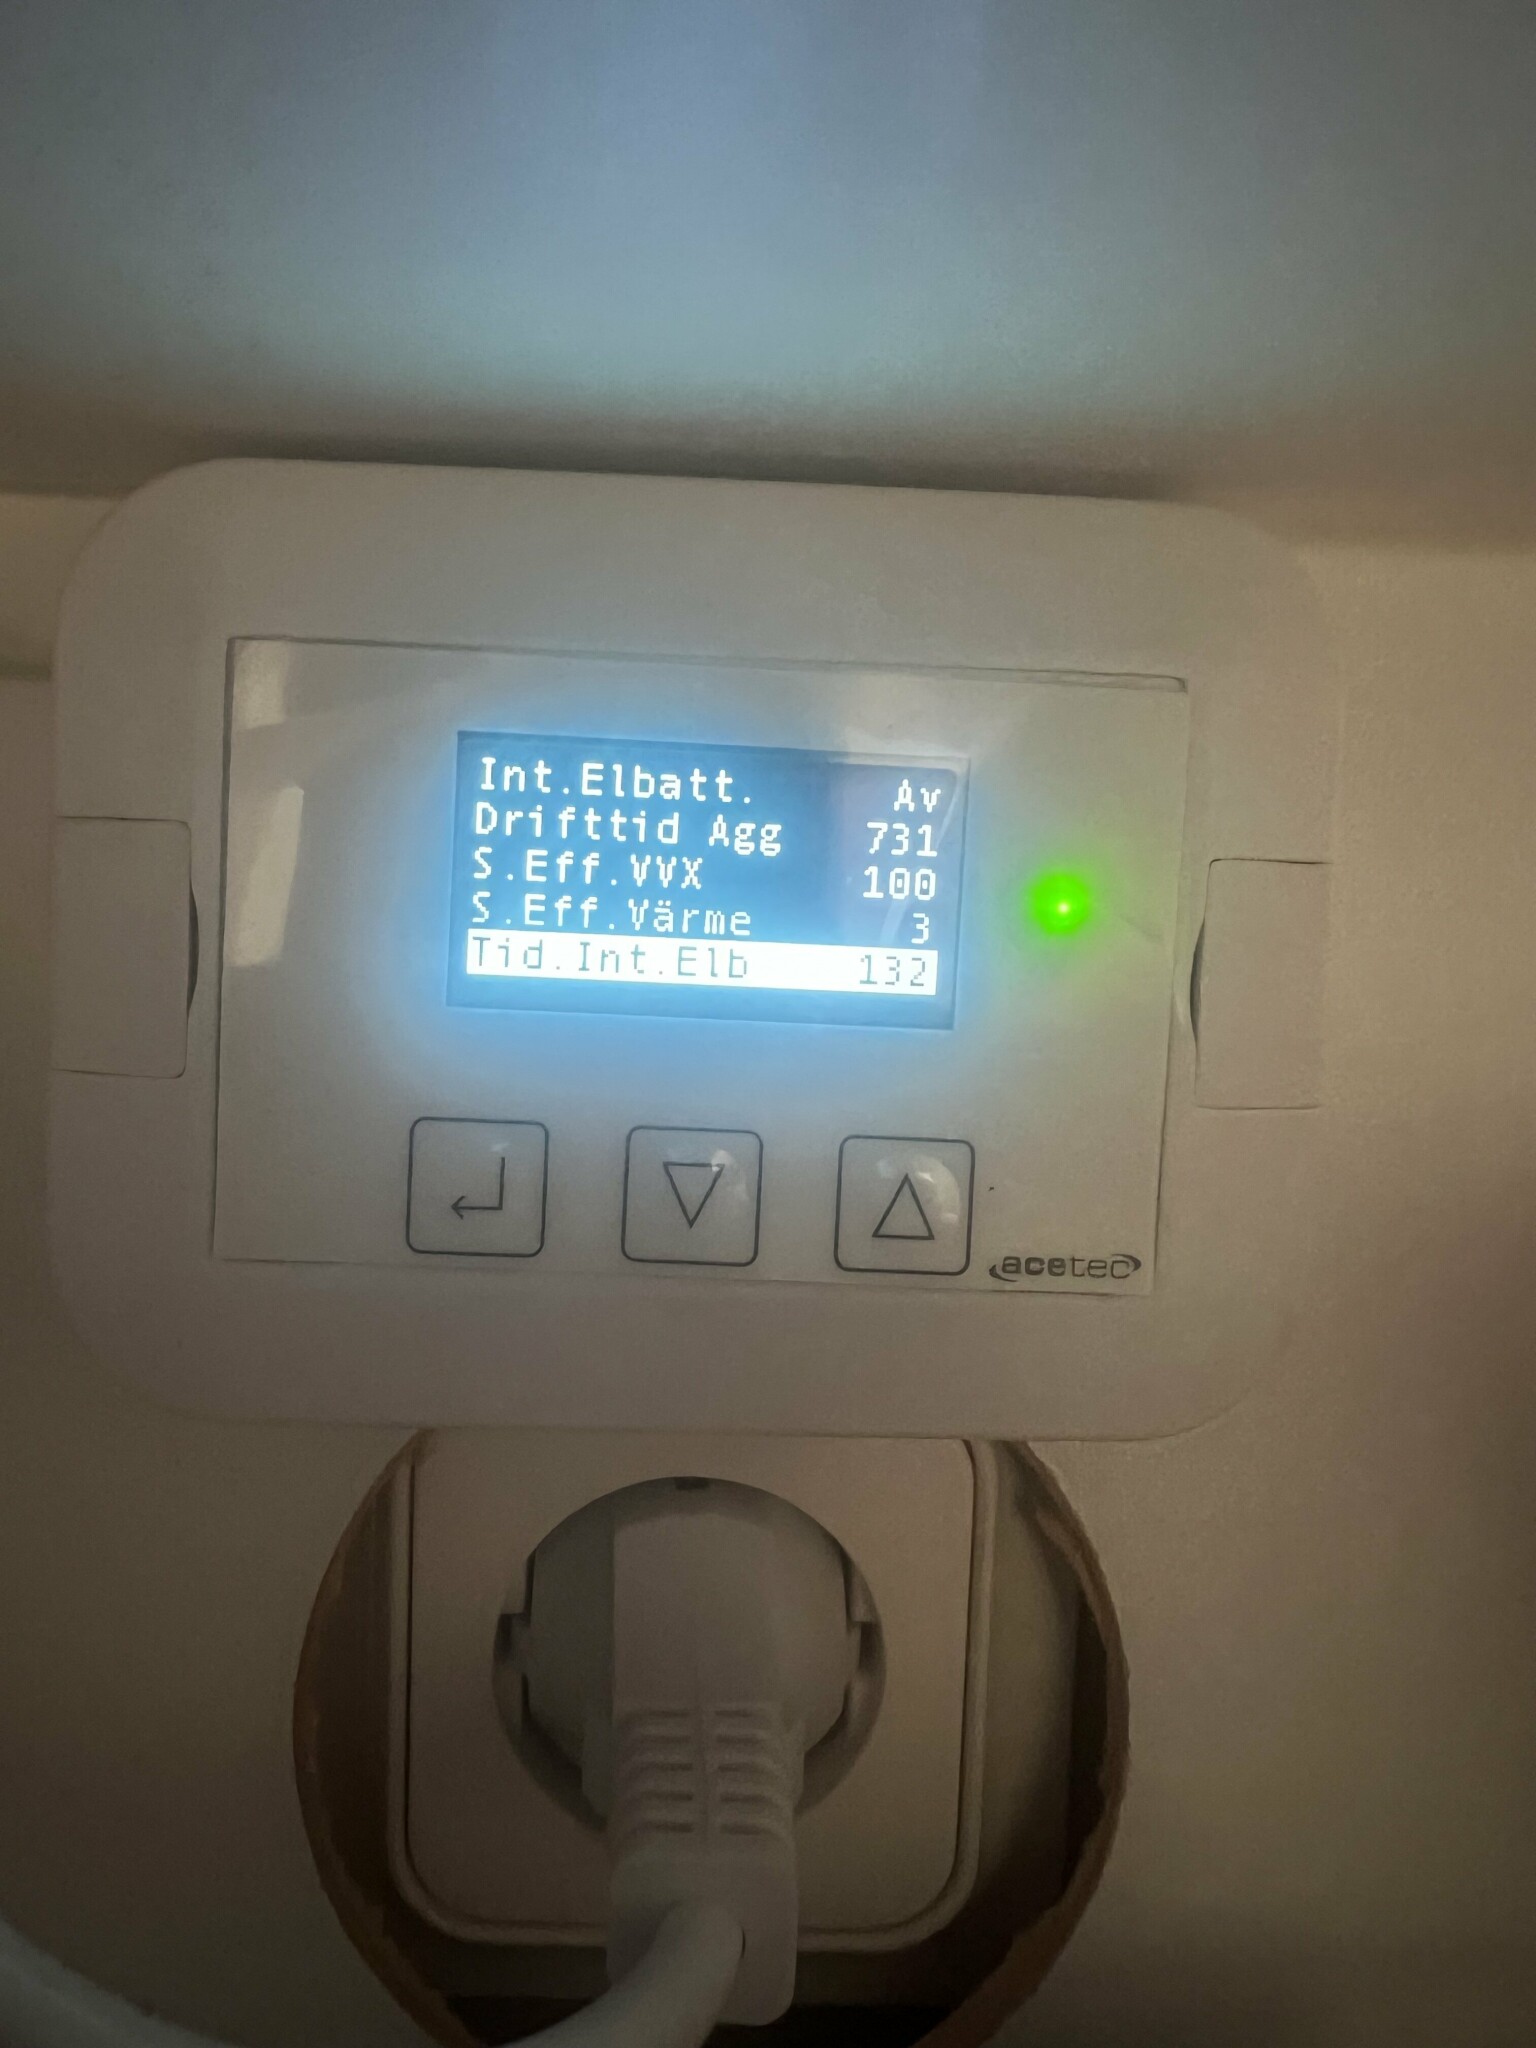 Int.Elbatt. Av
Drifttid Agg 731
S.Eff.VVX 100
S.Eff.Värme 3
Tid.Int.Elb 132
acetec